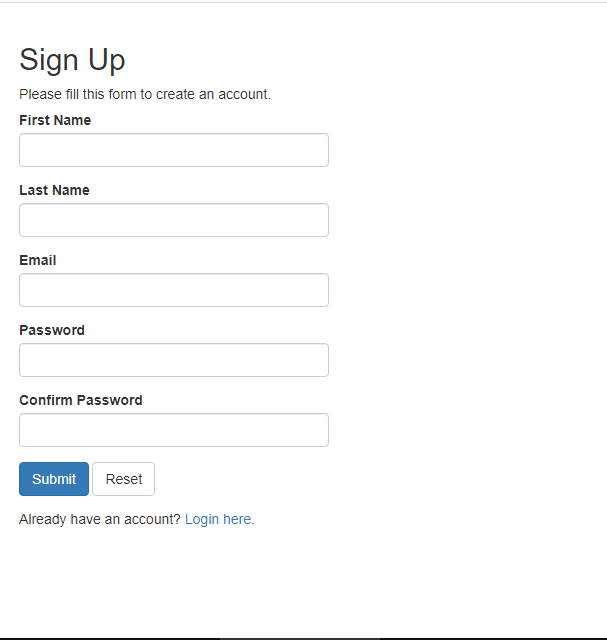 Sign Up
Please fill this form to create an account.
First Name
Last Name
Email
Password
Confirm Password
Submit Reset
Already have an account? Login here.